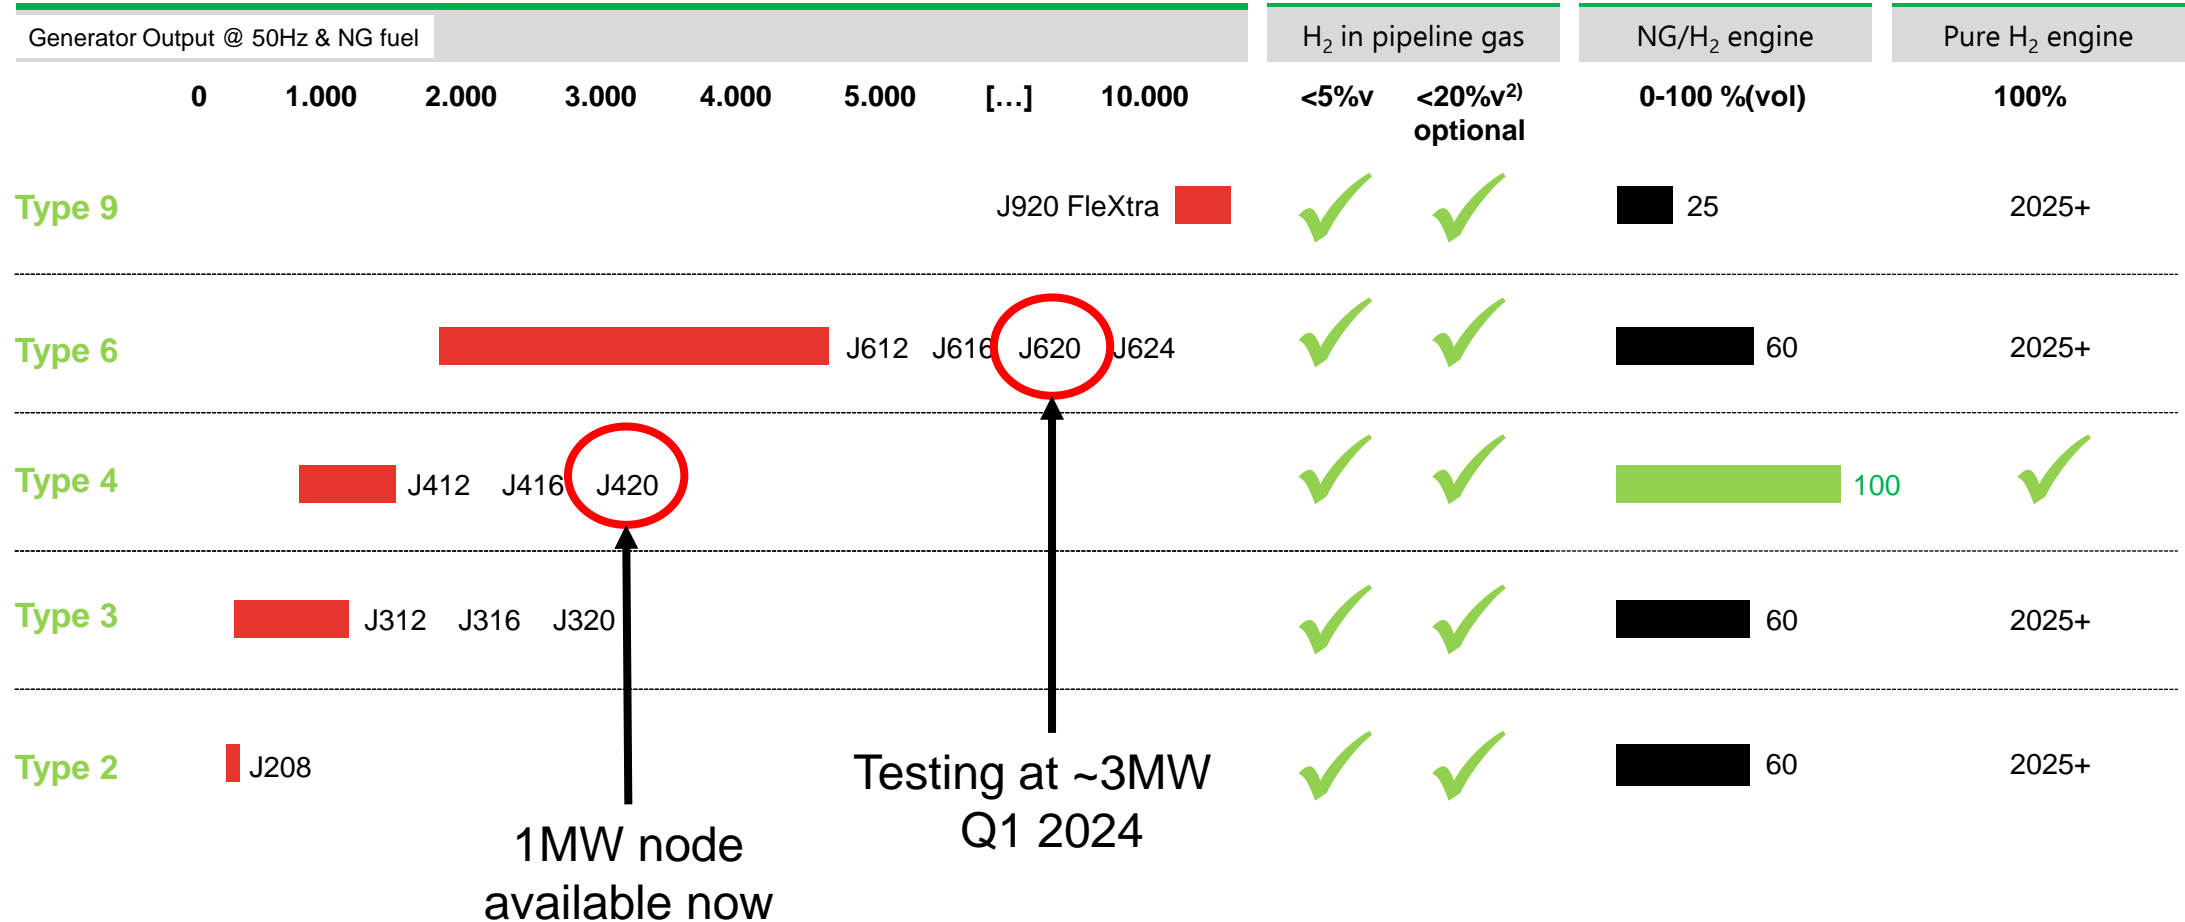 Generator Output @ 50Hz & NG fuel
H₂ in pipeline gas
NG/H₂ engine
Pure H₂ engine
0 1.000 2.000 3.000 4.000 5.000 [...] 10.000 <5%v <20%v²⁾ 0-100 %(vol) 100%
optional
Type 9 J920 FleXtra 25 2025+
Type 6 J612 J616 J620 J624 60 2025+
Type 4 J412 J416 J420 100
Type 3 J312 J316 J320 60 2025+
Type 2 J208 60 2025+
Testing at ~3MW
Q1 2024
1MW node
available now